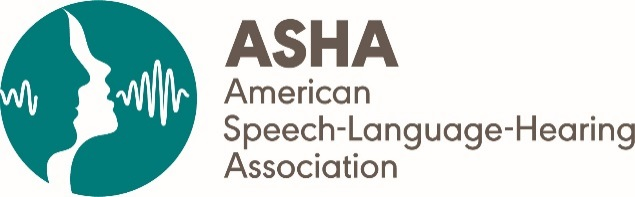 ASHA
American
Speech-Language-Hearing
Association